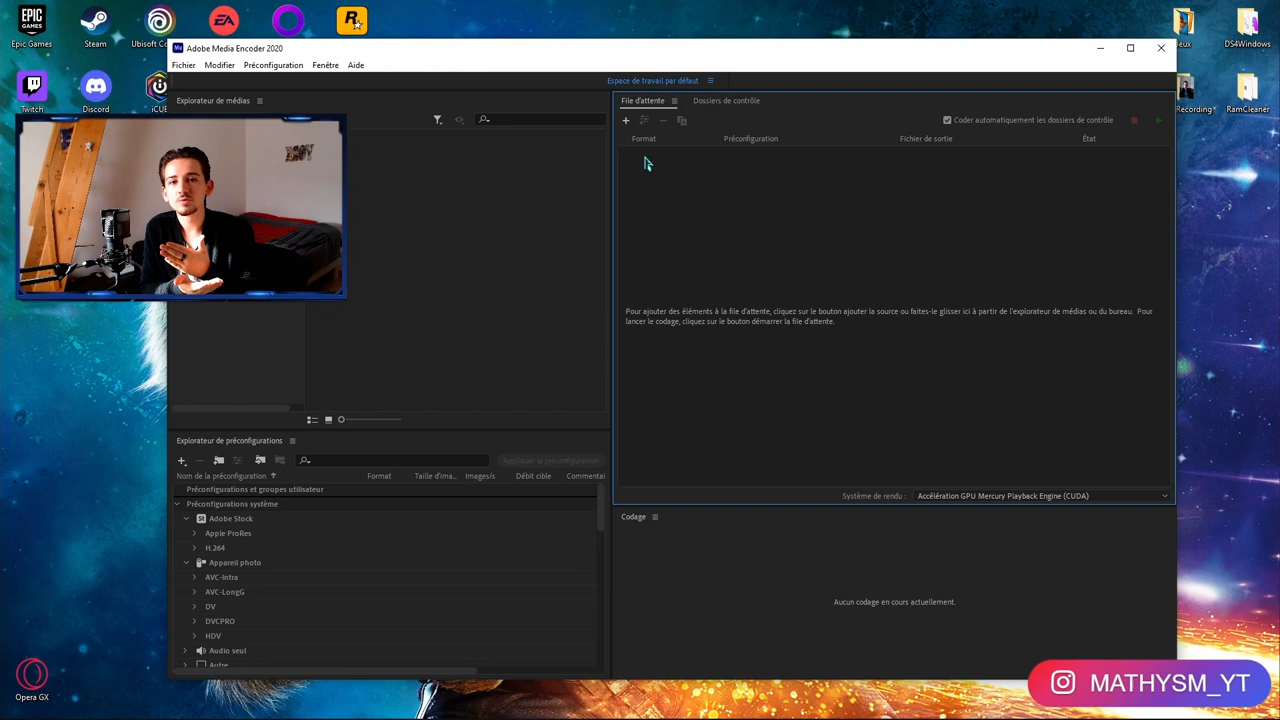 Epic Games
Steam
Ubisoft Co
EA
R
Jeux
DS4Windows
EPIC
GAMES
Twitch
Discord
iCUE
Recording
RamCleaner
Opera GX
Me Adobe Media Encoder 2020
Fichier Modifier Préconfiguration Fenêtre Aide
Espace de travail par défaut
Explorateur de médias
File d'attente Dossiers de contrôle
Coder automatiquement les dossiers de contrôle
Format Préconfiguration Fichier de sortie État
Pour ajouter des éléments à la file d'attente, cliquez sur le bouton ajouter la source ou faites-le glisser ici à partir de l'explorateur de médias ou du bureau. Pour
lancer le codage, cliquez sur le bouton démarrer la file d'attente.
Explorateur de préconfigurations
Appliquer la préconfiguration
Nom de la préconfiguration Format Taille d'ima... Images/s Débit cible Commentai
Préconfigurations et groupes utilisateur
Préconfigurations système
St Adobe Stock
Apple ProRes
H.264
Appareil photo
AVC-Intra
AVC-LongG
DV
DVCPRO
HDV
Audio seul
Autre
Système de rendu : Accélération GPU Mercury Playback Engine (CUDA)
Codage
Aucun codage en cours actuellement.
MATHYSM_YT